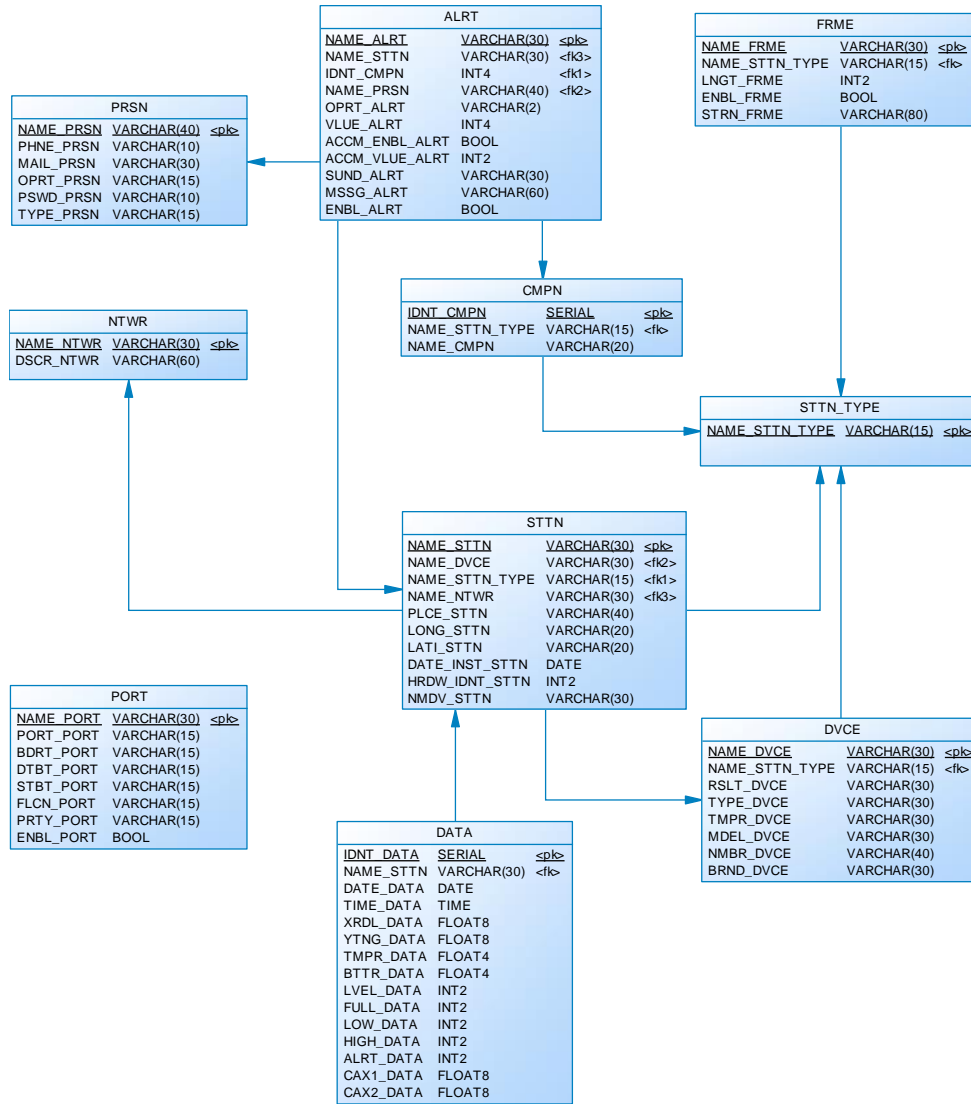 ALRT
NAME_ALRT VARCHAR(30) <pk>
NAME_STTN VARCHAR(30) <fk3>
IDNT_CMPN INT4 <fk1>
NAME_PRSN VARCHAR(40) <fk2>
OPRT_ALRT VARCHAR(2)
VLUE_ALRT INT4
ACCM_ENBL_ALRT BOOL
ACCM_VLUE_ALRT INT2
SUND_ALRT VARCHAR(30)
MSSG_ALRT VARCHAR(60)
ENBL_ALRT BOOL
FRME
NAME_FRME VARCHAR(30) <pk>
NAME_STTN_TYPE VARCHAR(15) <fk>
LNGT_FRME INT2
ENBL_FRME BOOL
STRN_FRME VARCHAR(80)
PRSN
NAME_PRSN VARCHAR(40) <pk>
PHNE_PRSN VARCHAR(10)
MAIL_PRSN VARCHAR(30)
OPRT_PRSN VARCHAR(15)
PSWD_PRSN VARCHAR(10)
TYPE_PRSN VARCHAR(15)
CMPN
IDNT_CMPN SERIAL <pk>
NAME_STTN_TYPE VARCHAR(15) <fk>
NAME_CMPN VARCHAR(20)
NTWR
NAME_NTWR VARCHAR(30) <pk>
DSCR_NTWR VARCHAR(60)
STTN_TYPE
NAME_STTN_TYPE VARCHAR(15) <pk>
STTN
NAME_STTN VARCHAR(30) <pk>
NAME_DVCE VARCHAR(30) <fk2>
NAME_STTN_TYPE VARCHAR(15) <fk1>
NAME_NTWR VARCHAR(30) <fk3>
PLCE_STTN VARCHAR(40)
LONG_STTN VARCHAR(20)
LATI_STTN VARCHAR(20)
DATE_INST_STTN DATE
HRDW_IDNT_STTN INT2
NMDV_STTN VARCHAR(30)
PORT
NAME_PORT VARCHAR(30) <pk>
PORT_PORT VARCHAR(15)
BDRT_PORT VARCHAR(15)
DTBT_PORT VARCHAR(15)
STBT_PORT VARCHAR(15)
FLCN_PORT VARCHAR(15)
PRTY_PORT VARCHAR(15)
ENBL_PORT BOOL
DVCE
NAME_DVCE VARCHAR(30) <pk>
NAME_STTN_TYPE VARCHAR(15) <fk>
RSLT_DVCE VARCHAR(30)
TYPE_DVCE VARCHAR(30)
TMPR_DVCE VARCHAR(30)
MDEL_DVCE VARCHAR(30)
NMBR_DVCE VARCHAR(40)
BRND_DVCE VARCHAR(30)
DATA
IDNT_DATA SERIAL <pk>
NAME_STTN VARCHAR(30) <fk>
DATE_DATA DATE
TIME_DATA TIME
XRDL_DATA FLOAT8
YTNG_DATA FLOAT8
TMPR_DATA FLOAT4
BTTR_DATA FLOAT4
LVEL_DATA INT2
FULL_DATA INT2
LOW_DATA INT2
HIGH_DATA INT2
ALRT_DATA INT2
CAX1_DATA FLOAT8
CAX2_DATA FLOAT8